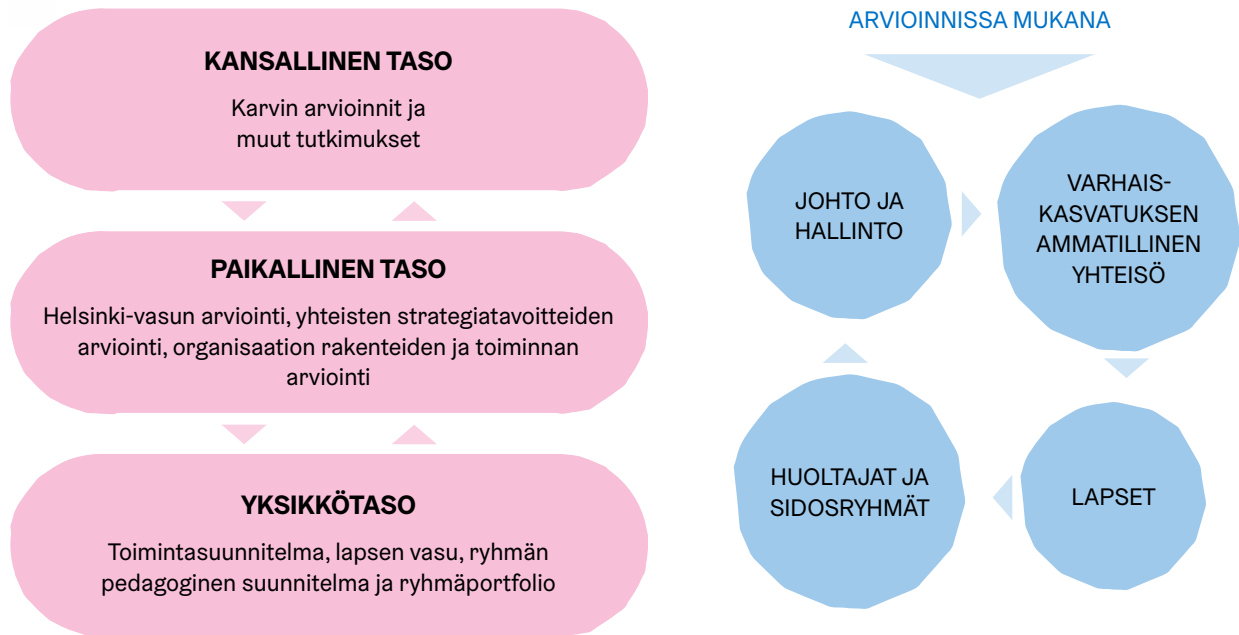 KANSALLINEN TASO
Karvin arvioinnit ja
muut tutkimukset
PAIKALLINEN TASO
Helsinki-vasun arviointi, yhteisten strategiatavoitteiden
arviointi, organisaation rakenteiden ja toiminnan
arviointi
YKSIKKÖTASO
Toimintasuunnitelma, lapsen vasu, ryhmän
pedagoginen suunnitelma ja ryhmäportfolio
ARVIOINNISSA MUKANA
JOHTO JA
HALLINTO
VARHAIS-
KASVATUKSEN
AMMATILLINEN
YHTEISÖ
LAPSET
HUOLTAJAT JA
SIDOSRYHMÄT